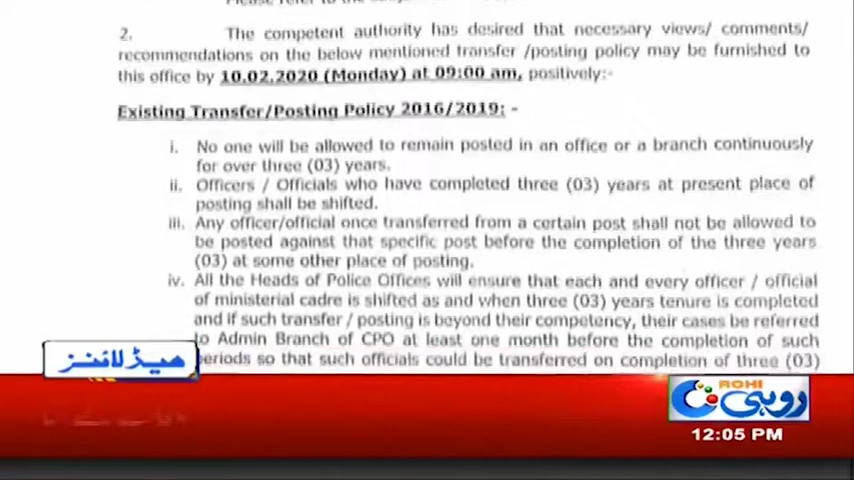 2. The competent authority has desired that necessary views/ comments/
recommendations on the below mentioned transfer /posting policy may be furnished to
this office by 10.02.2020 (Monday) at 09:00 am, positively:-
Existing Transfer/Posting Policy 2016/2019: -
i. No one will be allowed to remain posted in an office or a branch continuously
for over three (03) years.
ii. Officers / Officials who have completed three (03) years at present place of
posting shall be shifted.
iii. Any officer/official once transferred from a certain post shall not be allowed to
be posted against that specific post before the completion of the three years
(03) at some other place of posting.
iv. All the Heads of Police Offices will ensure that each and every officer / official
of ministerial cadre is shifted as and when three (03) years tenure is completed
and if such transfer / posting is beyond their competency, their cases be referred
to Admin Branch of CPO at least one month before the completion of such
periods so that such officials could be transferred on completion of three (03)
ہیڈلائنز
ROHI
روہی
12:05 PM